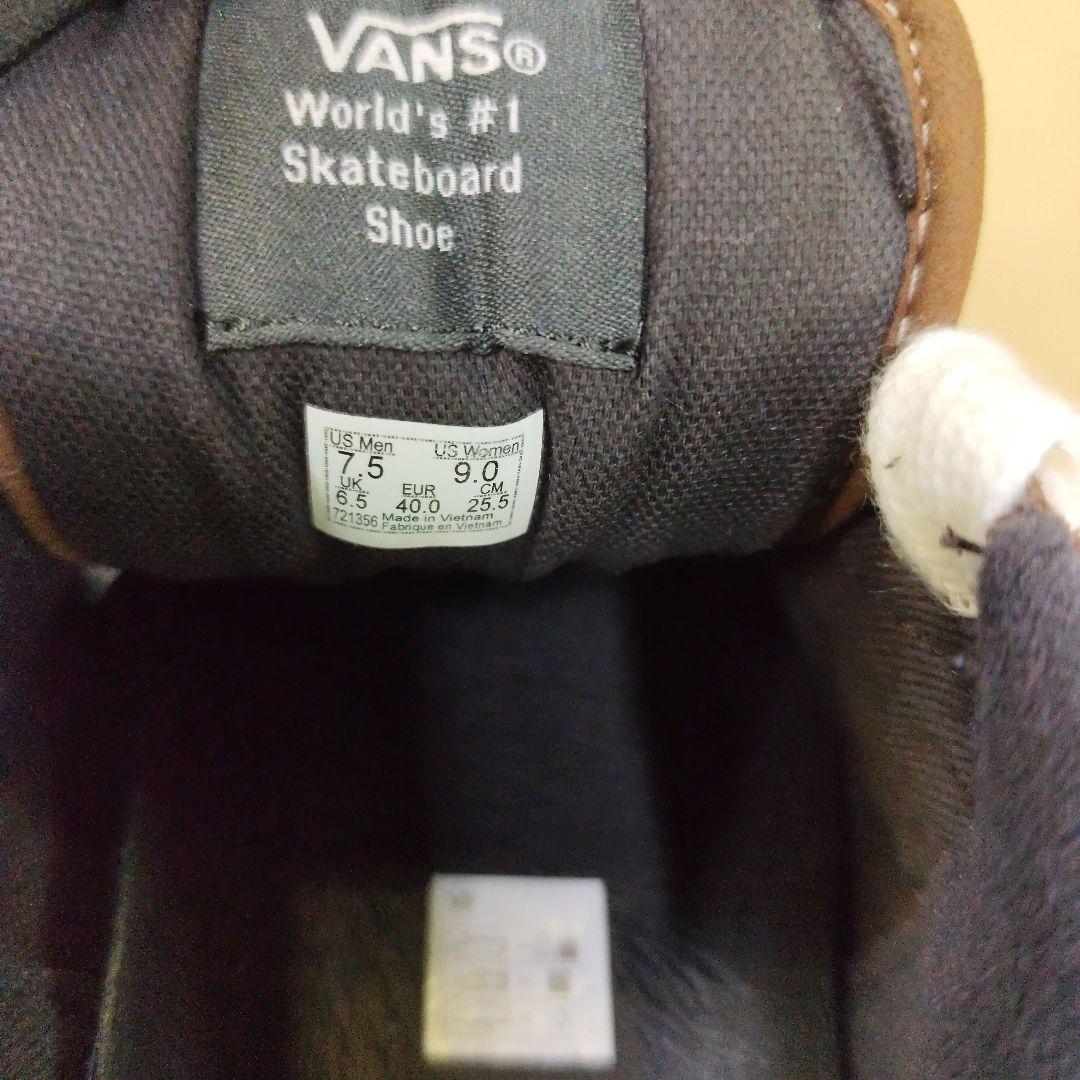 VANS®
World's #1
Skateboard
Shoe
US Men US Women
7.5 9.0
UK EUR CM
6.5 40.0 25.5
721356 Made in Vietnam
Fabrique en Vietnam